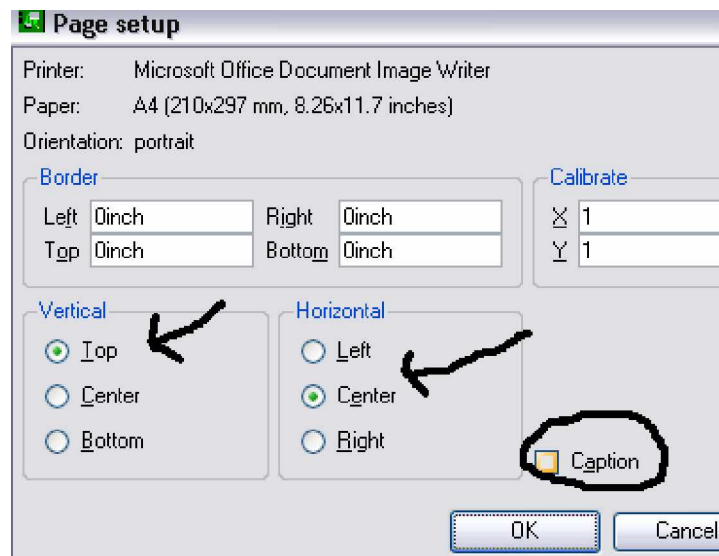 Page setup
Printer: Microsoft Office Document Image Writer
Paper: A4 (210x297 mm, 8.26x11.7 inches)
Orientation: portrait
Border
Calibrate
Left 0inch Right 0inch X 1
Top 0inch Bottom 0inch Y 1
Vertical Horizontal
Top Left
Center Center
Bottom Right
Caption
OK Cancel